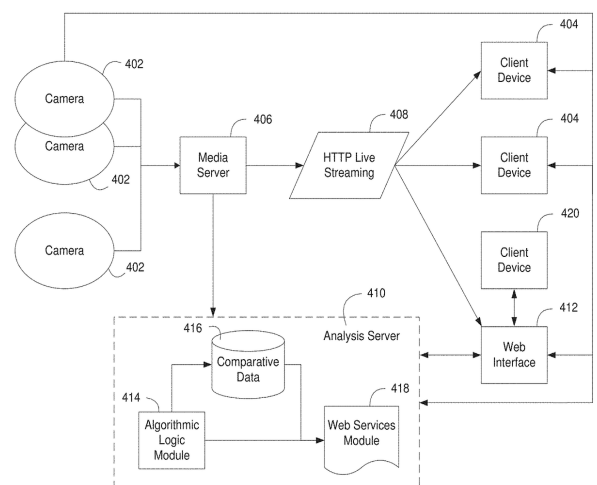 404
402
Camera
Client
Device
406
408
Camera
402
Media
Server
HTTP Live
Streaming
404
Client
Device
Camera
402
420
Client
Device
410
412
416
Analysis Server
Web
Interface
Comparative
Data
414
418
Algorithmic
Logic
Module
Web Services
Module